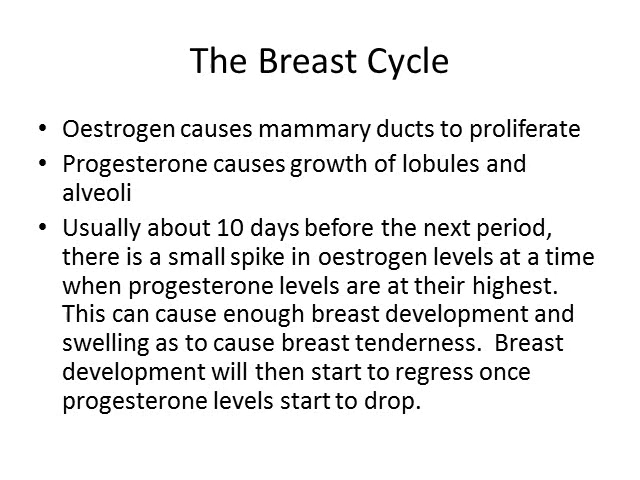 The Breast Cycle
• Oestrogen causes mammary ducts to proliferate
• Progesterone causes growth of lobules and
alveoli
• Usually about 10 days before the next period,
there is a small spike in oestrogen levels at a time
when progesterone levels are at their highest.
This can cause enough breast development and
swelling as to cause breast tenderness.  Breast
development will then start to regress once
progesterone levels start to drop.